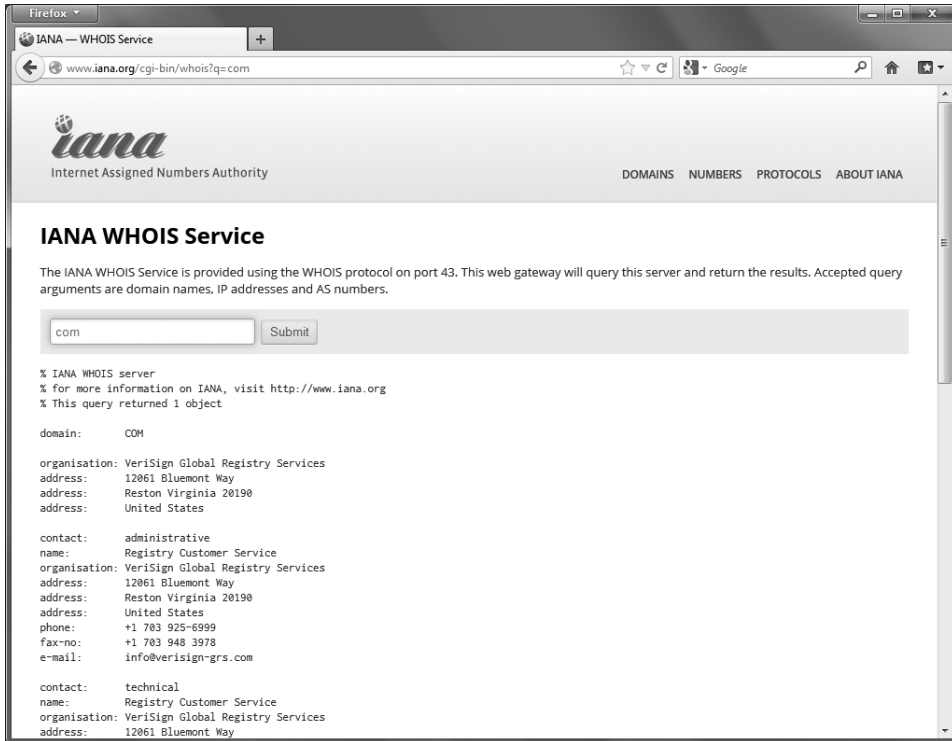 Firefox
IANA — WHOIS Service
www.iana.org/cgi-bin/whois?q=com
Google
iana
Internet Assigned Numbers Authority
DOMAINS NUMBERS PROTOCOLS ABOUT IANA
IANA WHOIS Service
The IANA WHOIS Service is provided using the WHOIS protocol on port 43. This web gateway will query this server and return the results. Accepted query
arguments are domain names, IP addresses and AS numbers.
com Submit
% IANA WHOIS server
% for more information on IANA, visit http://www.iana.org
% This query returned 1 object
domain: COM
organisation: VeriSign Global Registry Services
address: 12061 Bluemont Way
address: Reston Virginia 20190
address: United States
contact: administrative
name: Registry Customer Service
organisation: VeriSign Global Registry Services
address: 12061 Bluemont Way
address: Reston Virginia 20190
address: United States
phone: +1 703 925-6999
fax-no: +1 703 948 3978
e-mail: info@verisign-grs.com
contact: technical
name: Registry Customer Service
organisation: VeriSign Global Registry Services
address: 12061 Bluemont Way